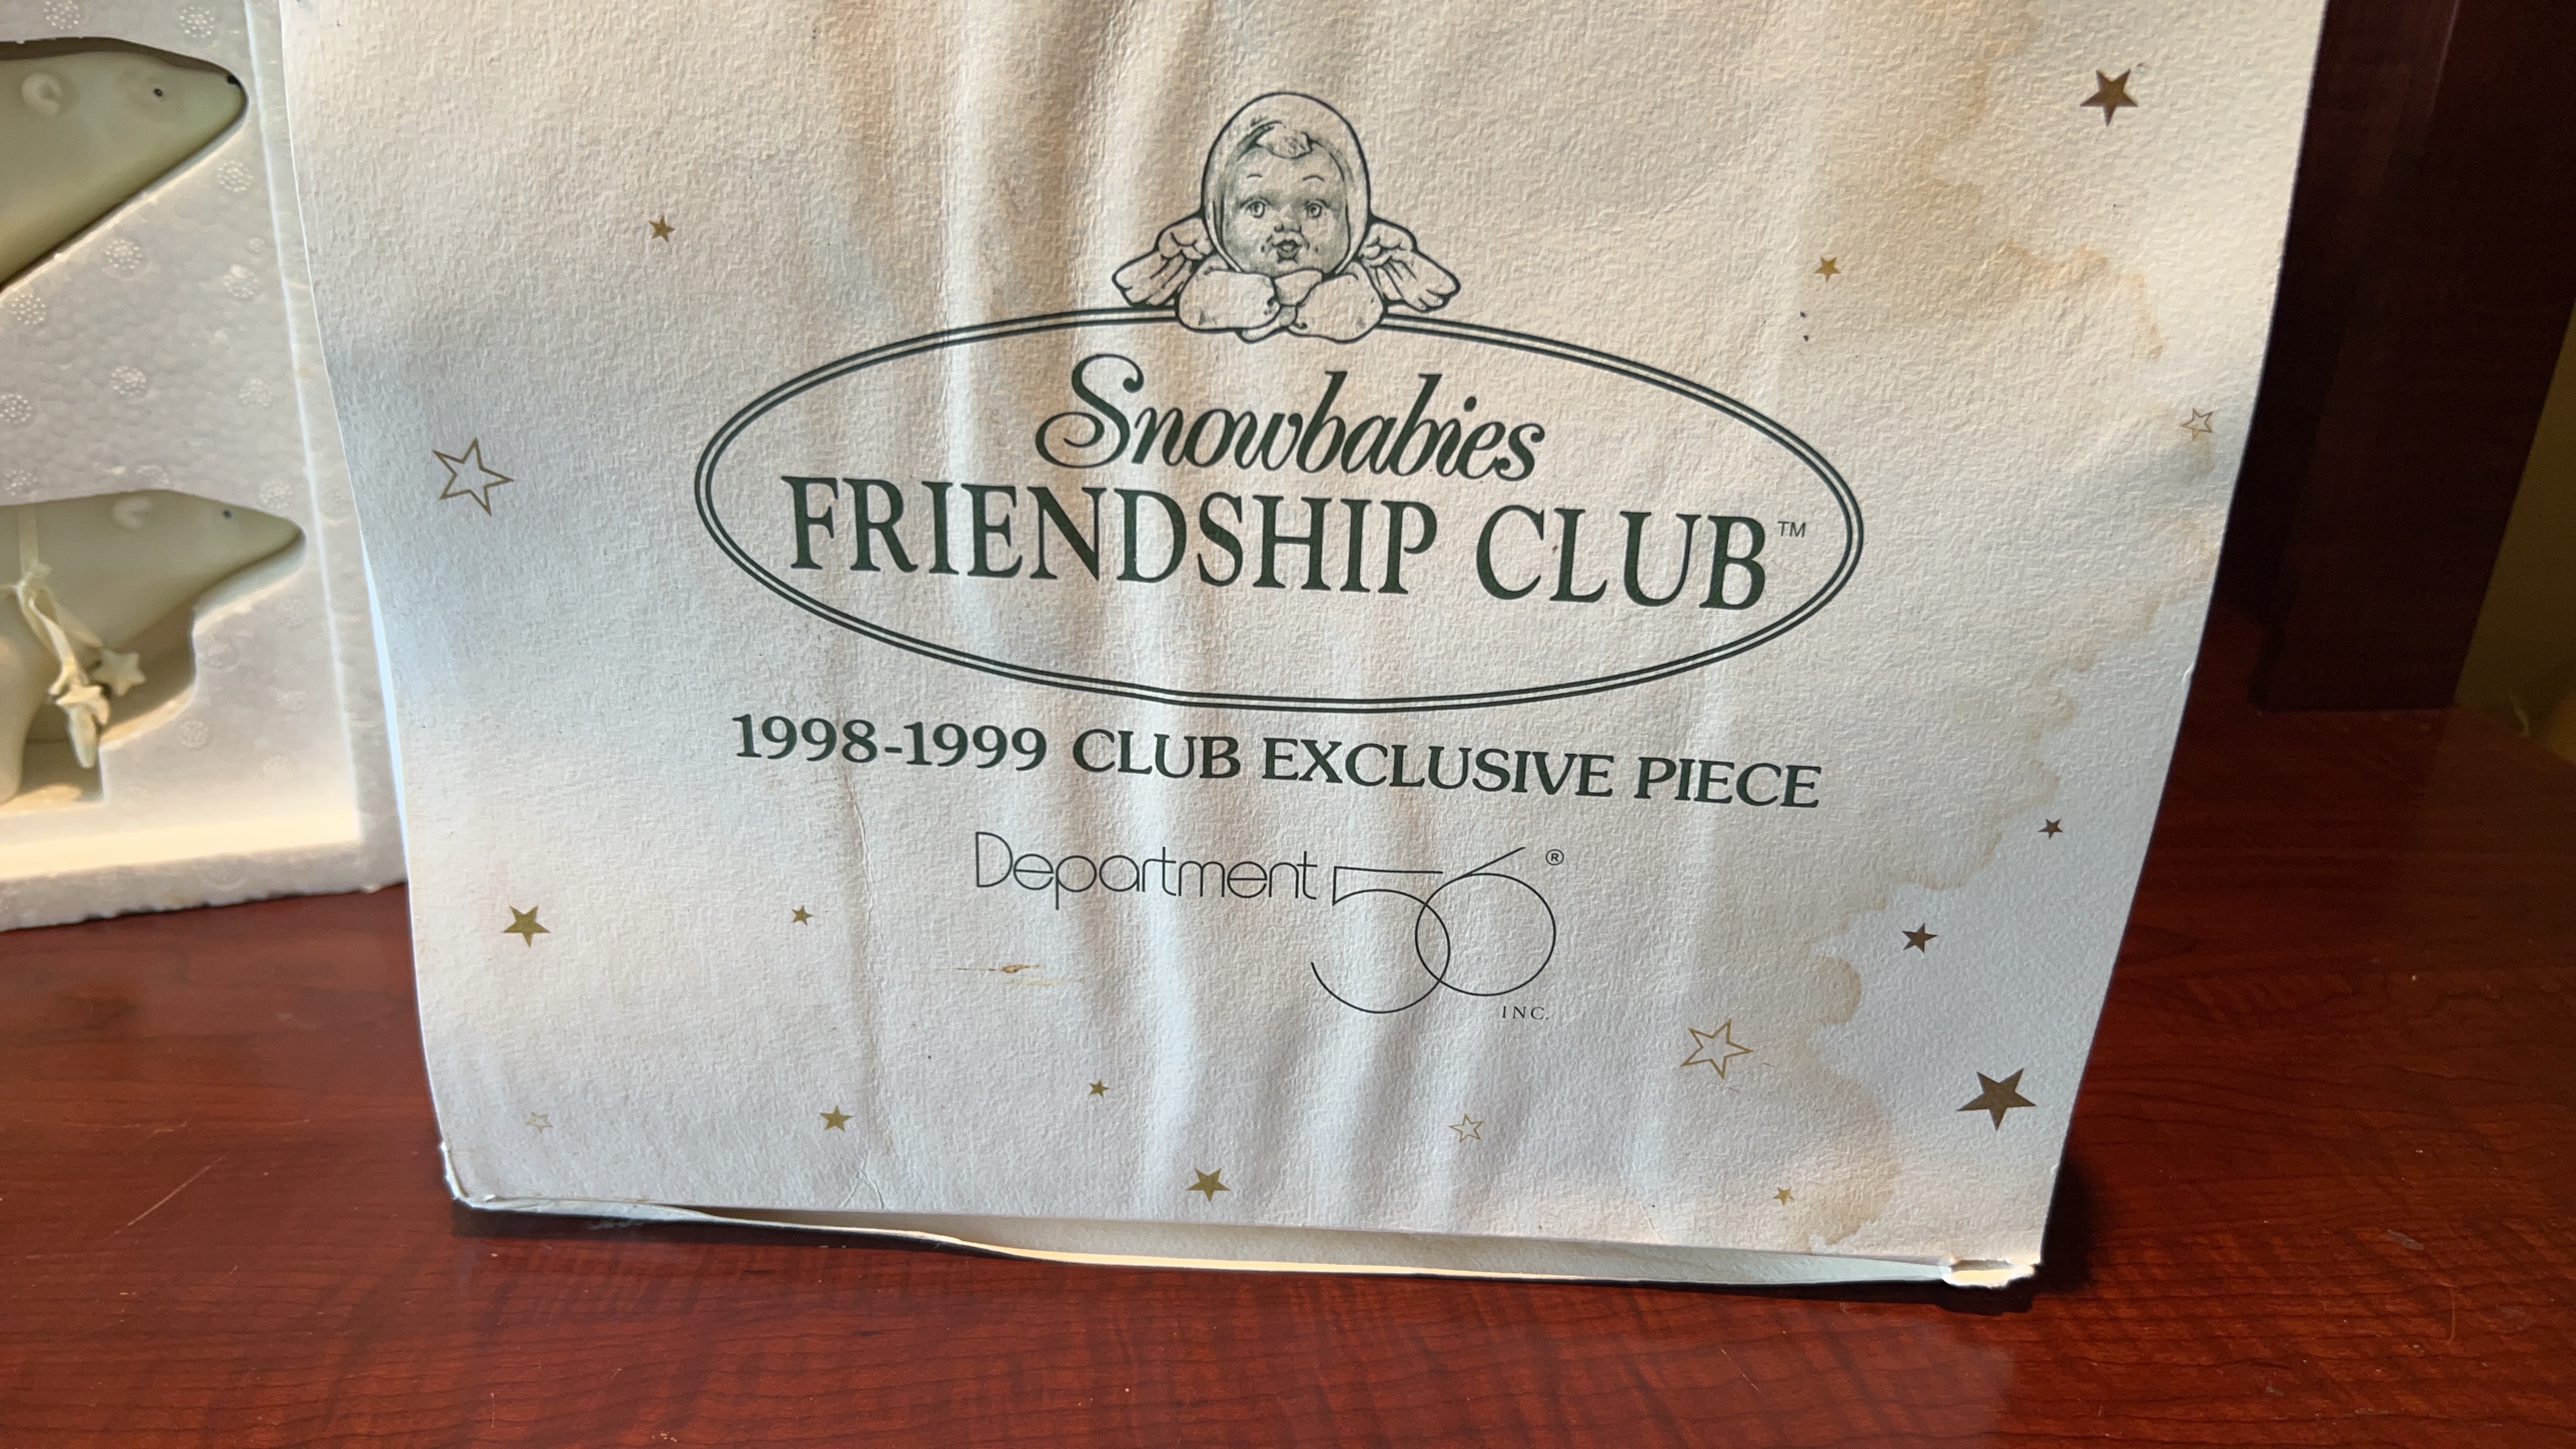 Snowbabies
FRIENDSHIP CLUB™
1998-1999 CLUB EXCLUSIVE PIECE
Department 56®
INC.